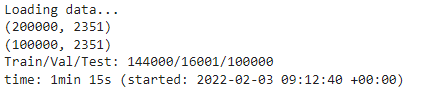 Loading data...
(200000, 2351)
(100000, 2351)
Train/Val/Test: 144000/16001/100000
time: 1min 15s (started: 2022-02-03 09:12:40 +00:00)